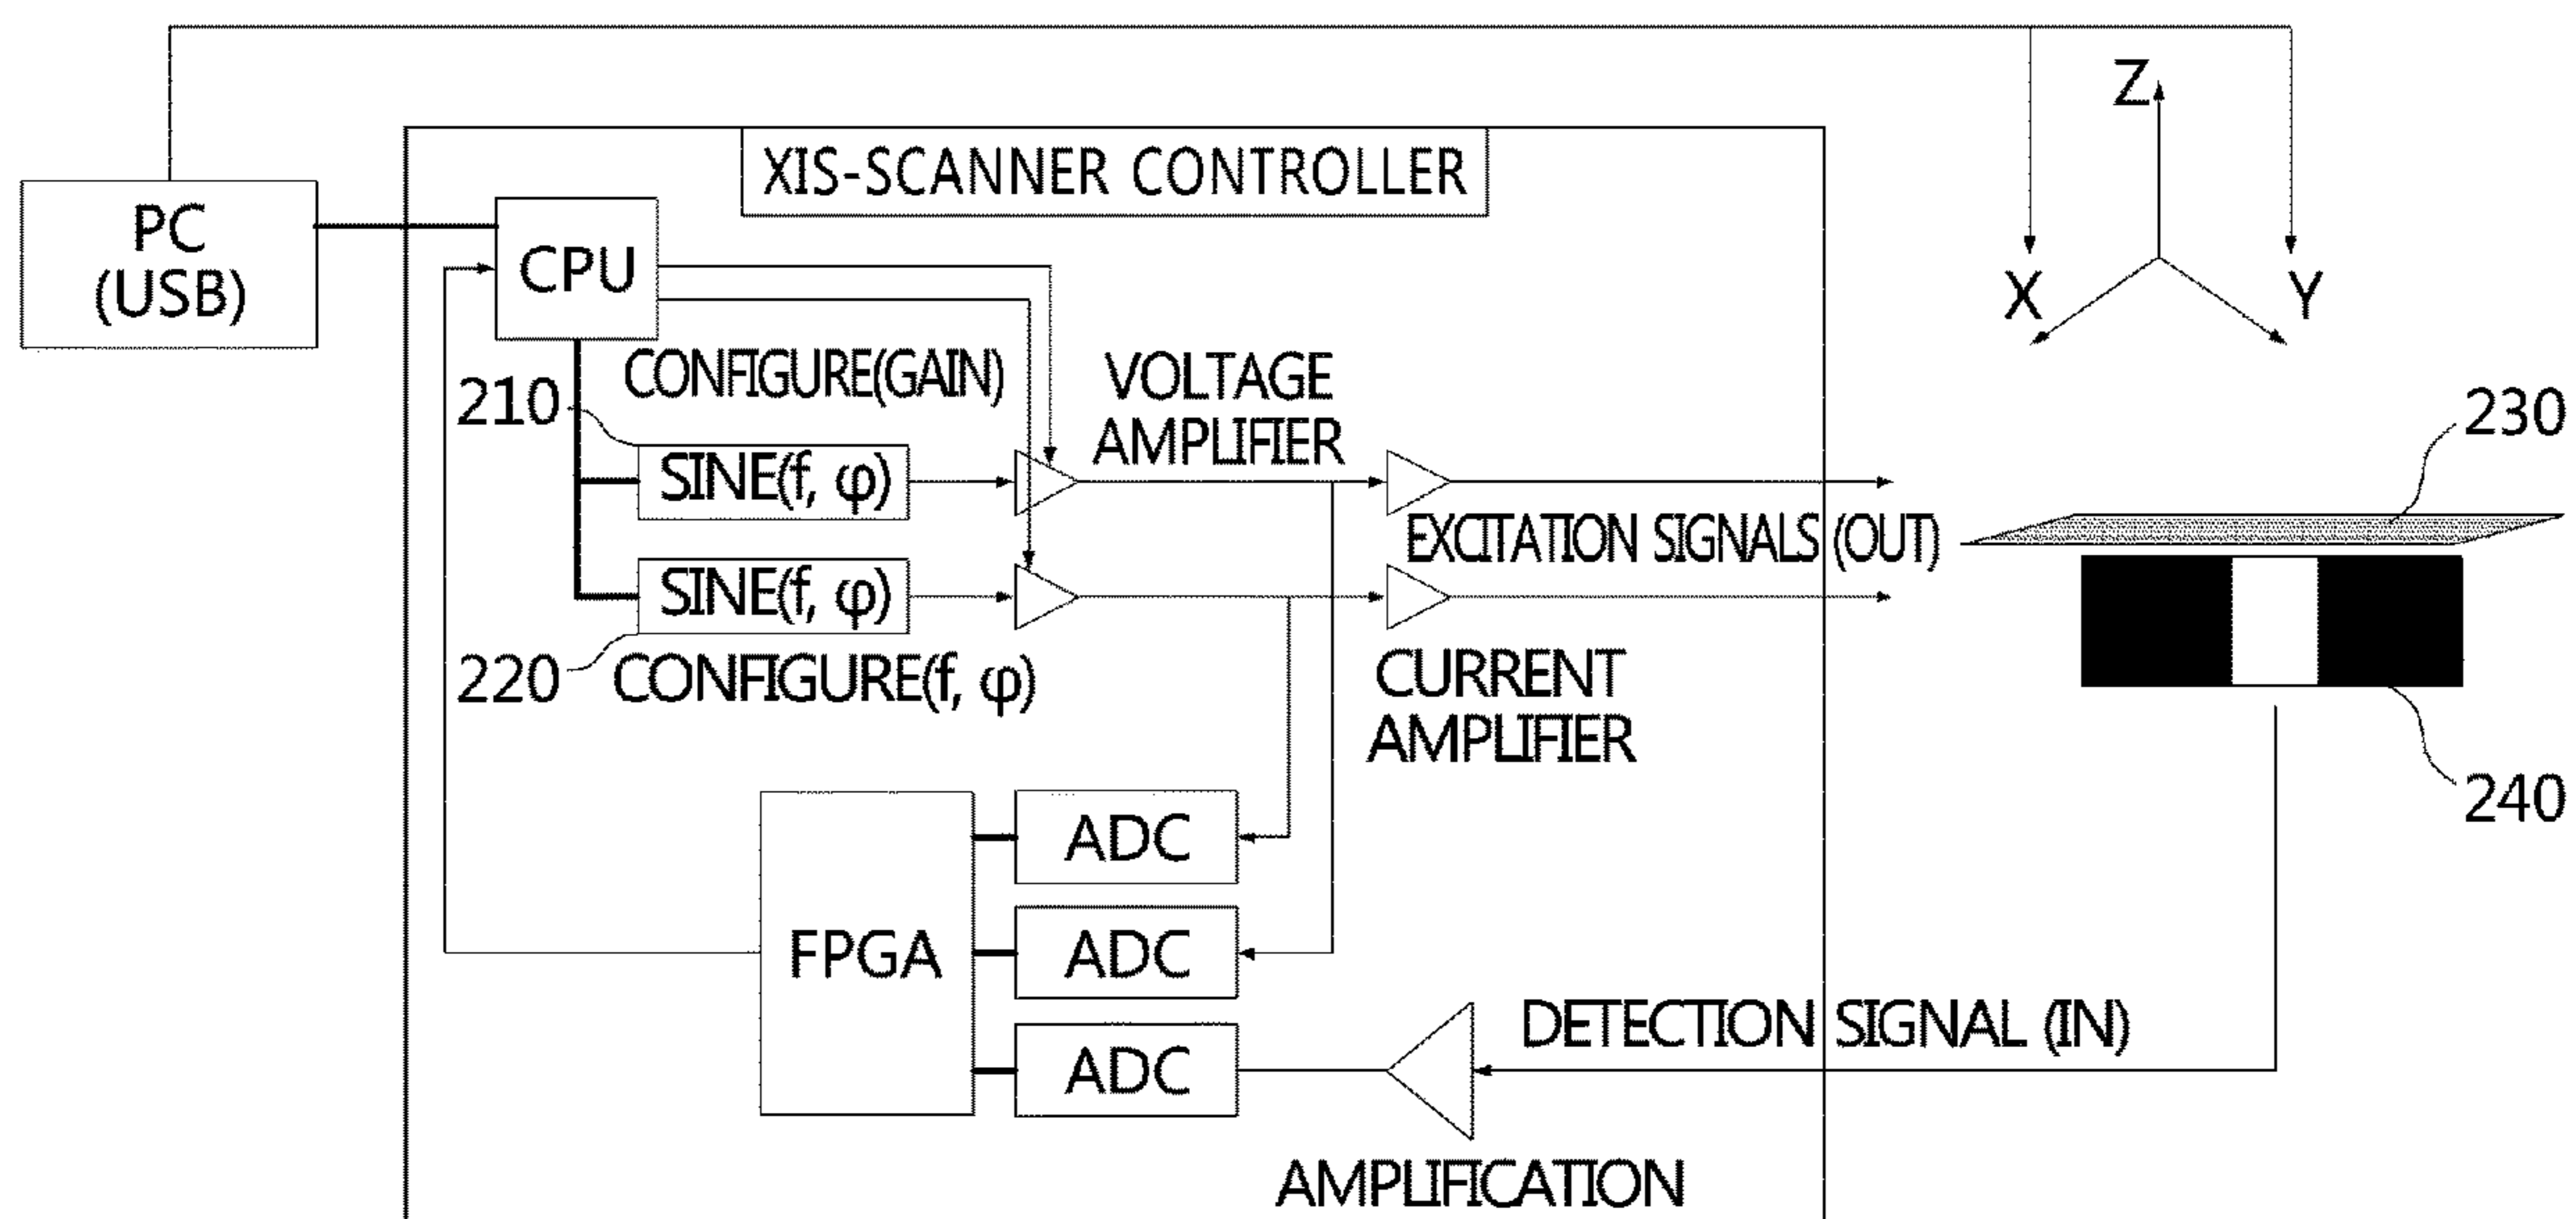 Z
XIS-SCANNER CONTROLLER
PC
(USB)
CPU
X
Y
CONFIGURE(GAIN)
VOLTAGE
AMPLIFIER
210
SINE(f, φ)
230
EXCITATION SIGNALS (OUT)
SINE(f, φ)
220
CONFIGURE(f, φ)
CURRENT
AMPLIFIER
240
ADC
FPGA
ADC
ADC
DETECTION SIGNAL (IN)
AMPLIFICATION